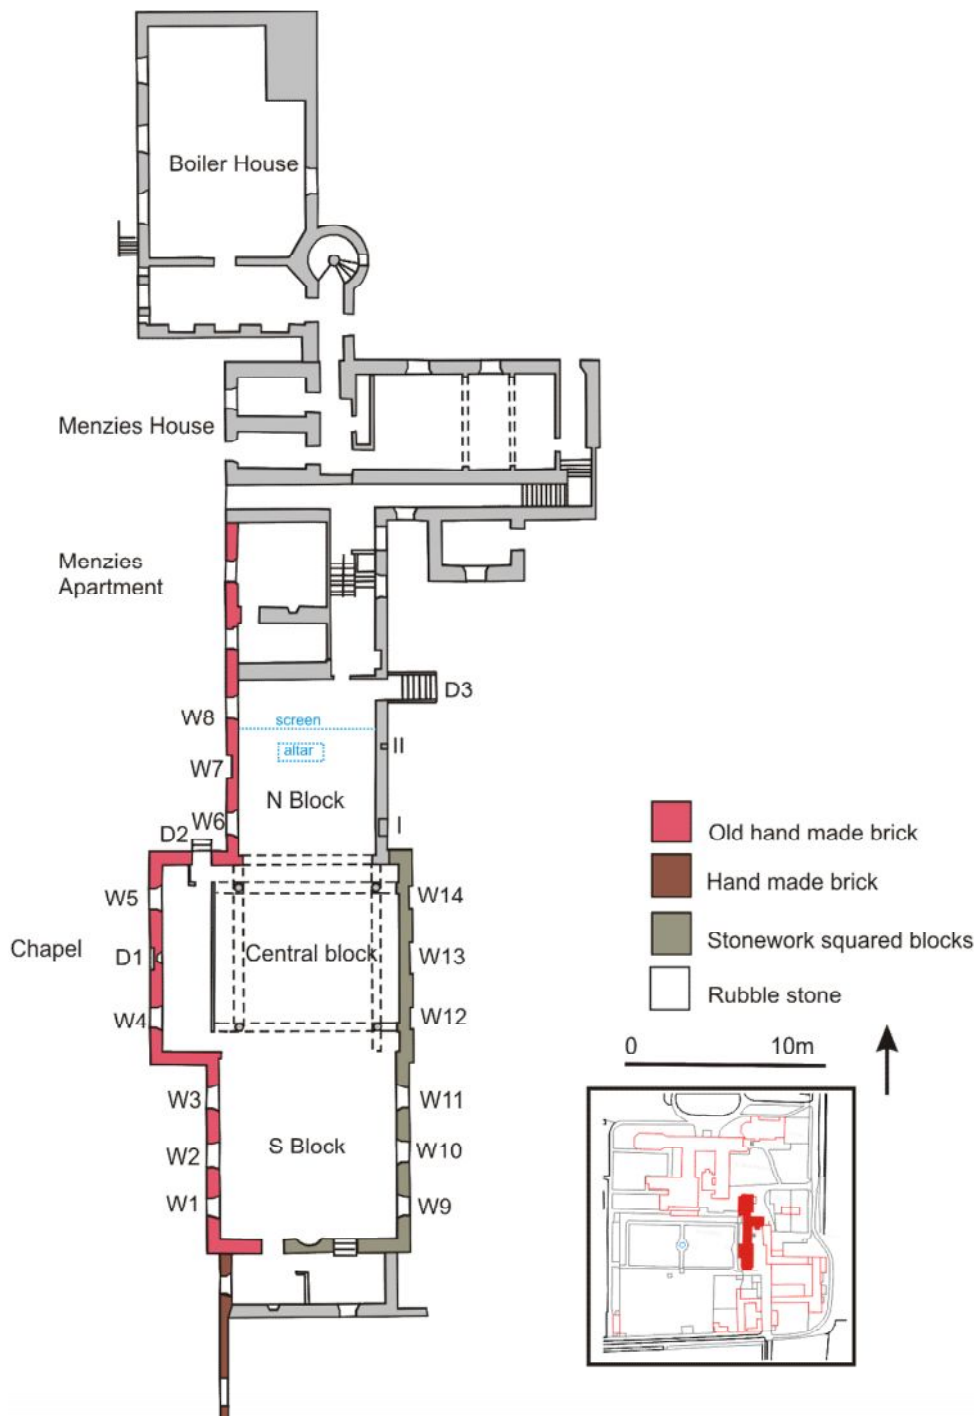 Boiler House
Menzies House
Menzies
Apartment
D3
W8
screen
altar
II
W7
N Block
I
W6
D2
W5
W14
Chapel
D1
Central block
W13
W4
W12
W3
W11
S Block
W2
W10
W1
W9
Old hand made brick
Hand made brick
Stonework squared blocks
Rubble stone
0 10m